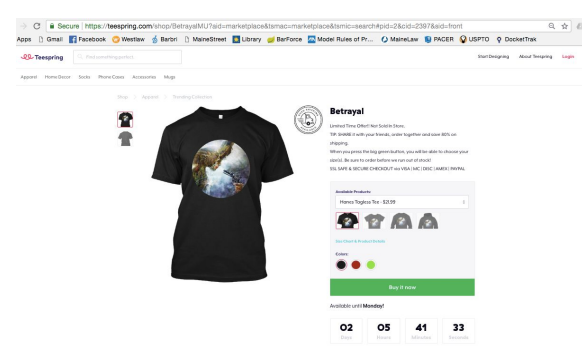 Secure | https://teespring.com/shop/BetrayalMU?aid=marketplace&tsmac=marketplace&tsmic=search#pid=2&cid=2397&sid=front
Apps Gmail Facebook Westlaw Barbri MaineStreet Library BarForce Model Rules of Pr... MaineLaw PACER USPTO DocketTrak
Teespring Find something perfect Start Designing About Teespring Login
Apparel Home Decor Socks Phone Cases Accessories Mugs
Shop Apparel Trending Collection
Betrayal
Limited Time Offer! Not Sold In Store.
TIP: SHARE it with your friends, order together and save 80% on
shipping.
When you press the big green button, you will be able to choose your
size(s). Be sure to order before we run out of stock!
SSL SAFE & SECURE CHECKOUT via VISA | MC | DISC | AMEX | PAYPAL
Available Products:
Hanes Tagless Tee - $21.99
Size Chart & Product Details
Colors:
Buy it now
Available until Monday!
02 05 41 33
Days Hours Minutes Seconds